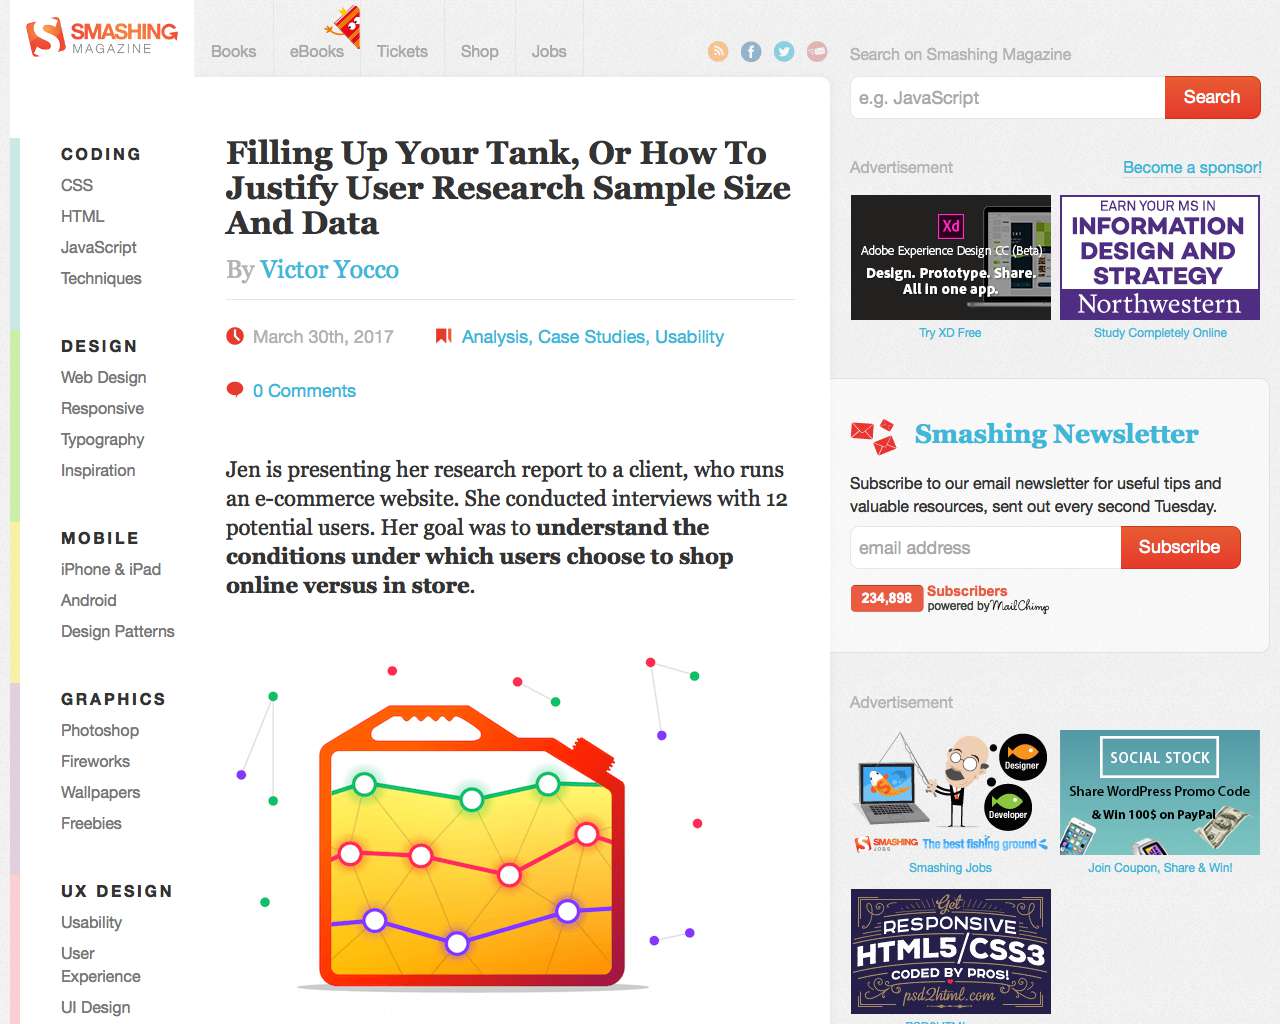 SMASHING
MAGAZINE
Books
eBooks
Tickets
Shop
Jobs
Search on Smashing Magazine
e.g. JavaScript
Search
CODING
CSS
HTML
JavaScript
Techniques
DESIGN
Web Design
Responsive
Typography
Inspiration
MOBILE
iPhone & iPad
Android
Design Patterns
GRAPHICS
Photoshop
Fireworks
Wallpapers
Freebies
UX DESIGN
Usability
User
Experience
UI Design
Filling Up Your Tank, Or How To
Justify User Research Sample Size
And Data
By Victor Yocco
March 30th, 2017
Analysis, Case Studies, Usability
0 Comments
Jen is presenting her research report to a client, who runs
an e-commerce website. She conducted interviews with 12
potential users. Her goal was to understand the
conditions under which users choose to shop
online versus in store.
Advertisement
Become a sponsor!
Xd
Adobe Experience Design CC (Beta)
Design. Prototype. Share.
All in one app.
Try XD Free
EARN YOUR MS IN
INFORMATION
DESIGN AND
STRATEGY
Northwestern
Study Completely Online
Smashing Newsletter
Subscribe to our email newsletter for useful tips and
valuable resources, sent out every second Tuesday.
email address
Subscribe
234,898
Subscribers
powered by MailChimp
Advertisement
Designer
Developer
SMASHING
JOBS
The best fishing ground
Smashing Jobs
SOCIAL STOCK
Share WordPress Promo Code
& Win 100$ on PayPal
Join Coupon, Share & Win!
Get
RESPONSIVE
HTML5/CSS3
CODED BY PROS!
psd2html.com